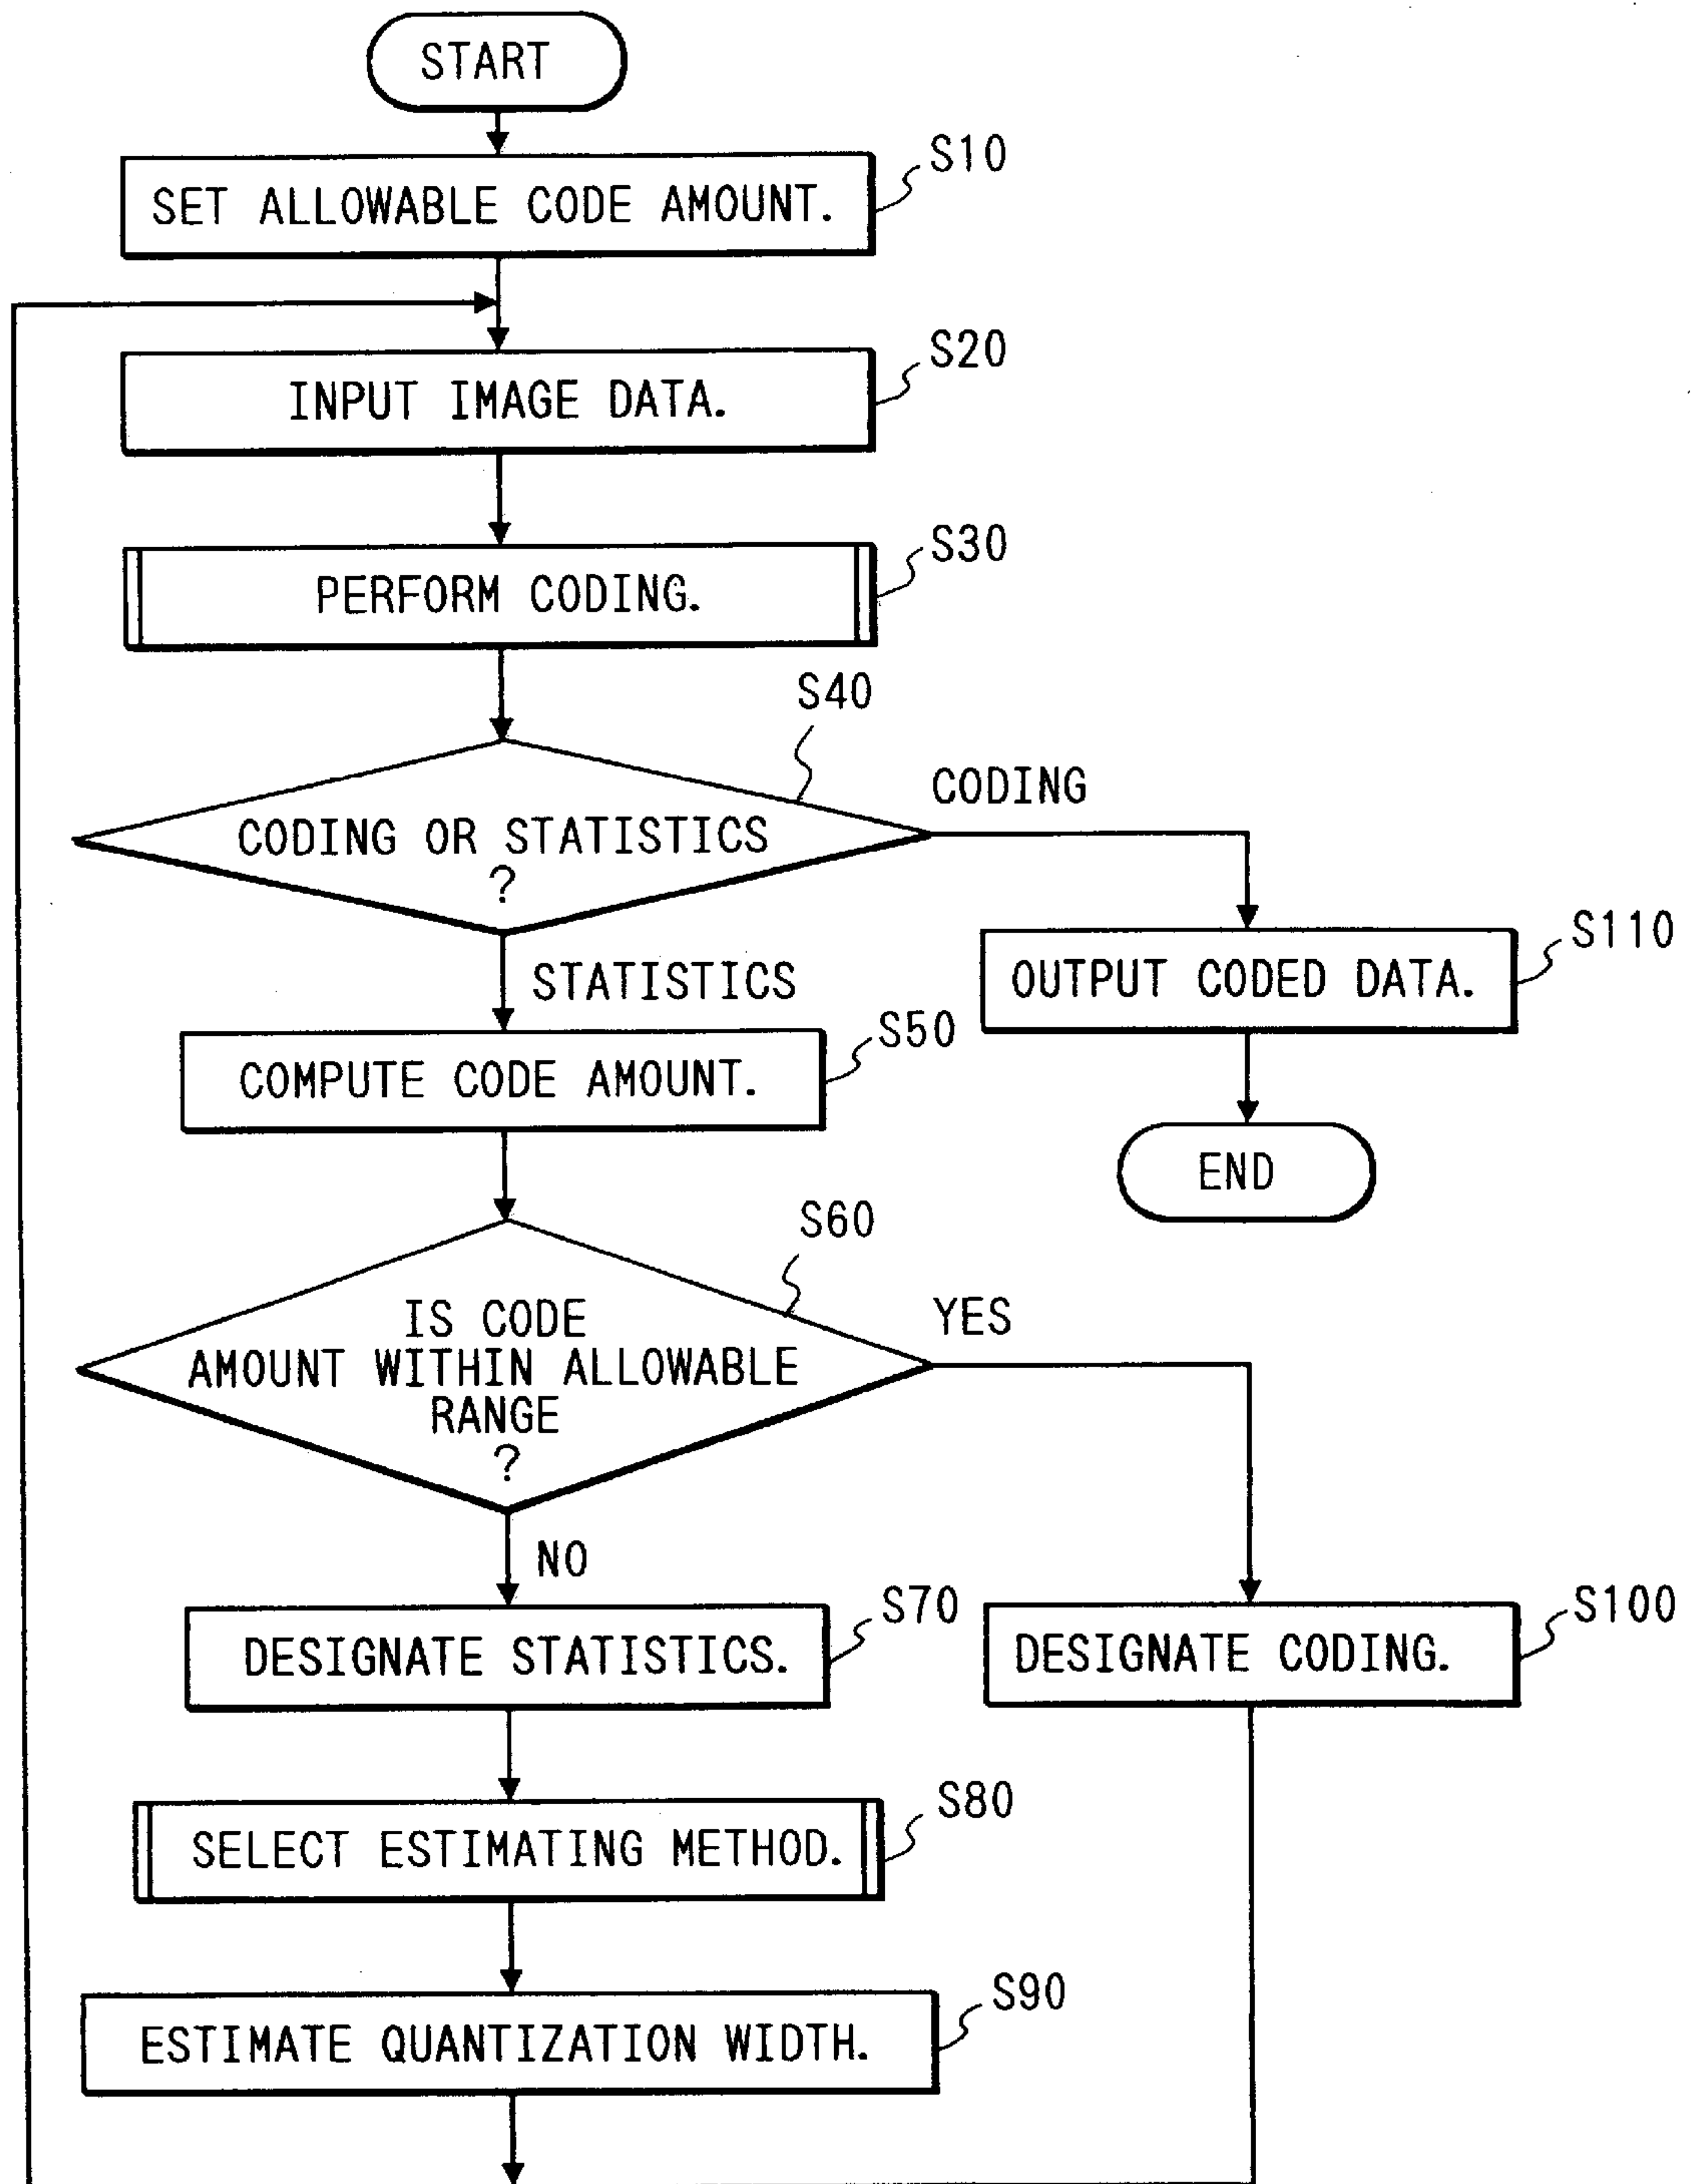 START
S10
SET ALLOWABLE CODE AMOUNT.
S20
INPUT IMAGE DATA.
S30
PERFORM CODING.
S40
CODING OR STATISTICS
?
CODING
STATISTICS
S110
OUTPUT CODED DATA.
S50
COMPUTE CODE AMOUNT.
END
S60
IS CODE
AMOUNT WITHIN ALLOWABLE
RANGE
?
YES
NO
S70
DESIGNATE STATISTICS.
S100
DESIGNATE CODING.
S80
SELECT ESTIMATING METHOD.
S90
ESTIMATE QUANTIZATION WIDTH.